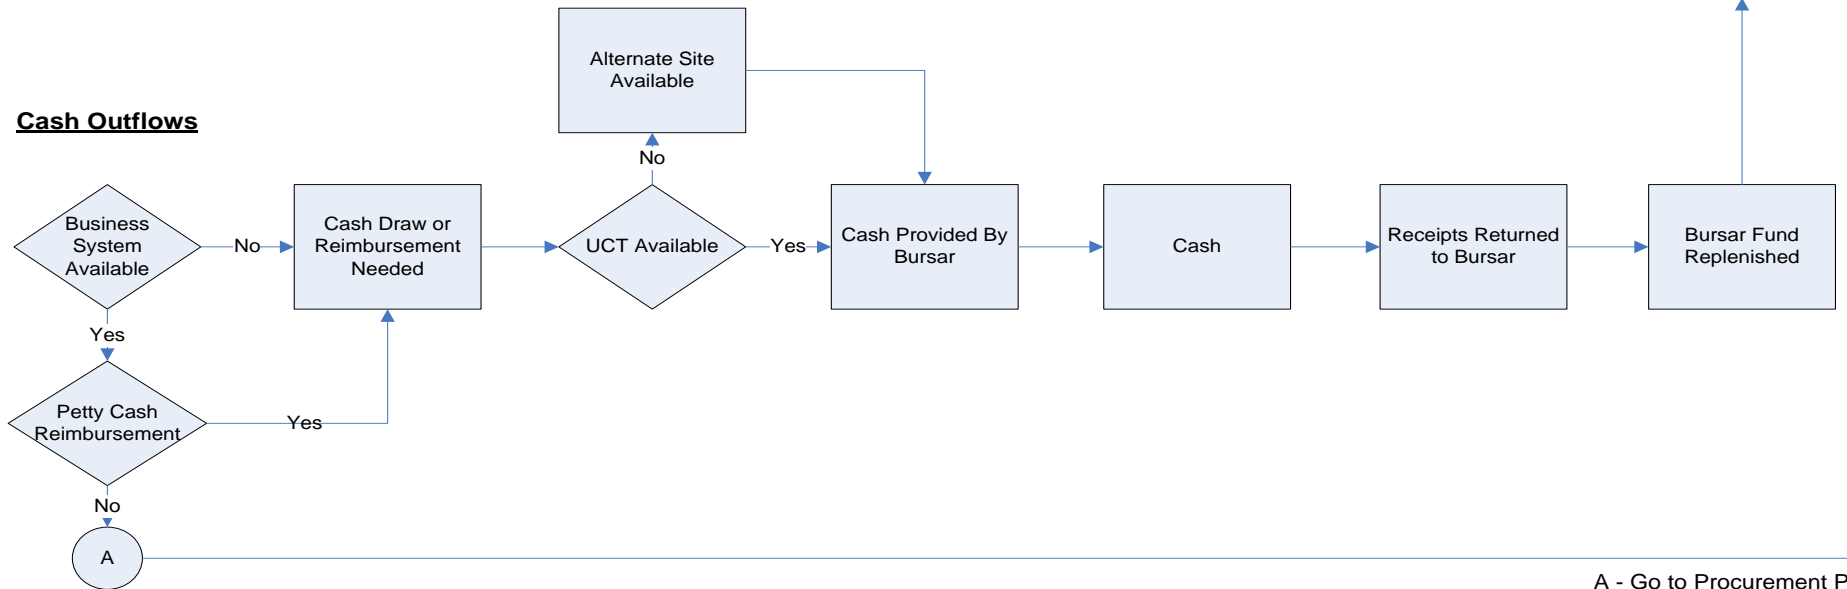 Alternate Site
Available
Cash Outflows
No
Business
System
Available
No
Cash Draw or
Reimbursement
Needed
UCT Available
Yes
Cash Provided By
Bursar
Cash
Receipts Returned
to Bursar
Bursar Fund
Replenished
Yes
Petty Cash
Reimbursement
Yes
No
A
A - Go to Procurement P